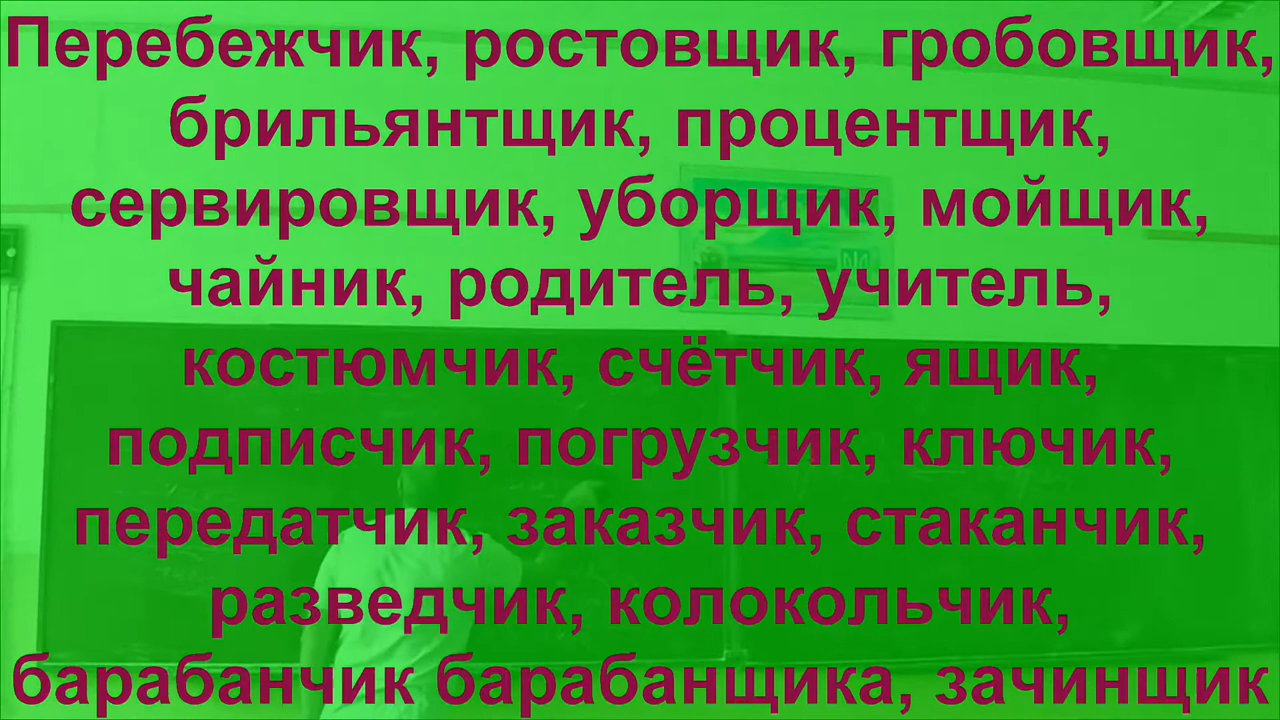 Перебежчик, ростовщик, гробовщик,
брильянтщик, процентщик,
сервировщик, уборщик, мойщик,
чайник, родитель, учитель,
костюмчик, счётчик, ящик,
подписчик, погрузчик, ключик,
передатчик, заказчик, стаканчик,
разведчик, колокольчик,
барабанчик барабанщика, зачинщик